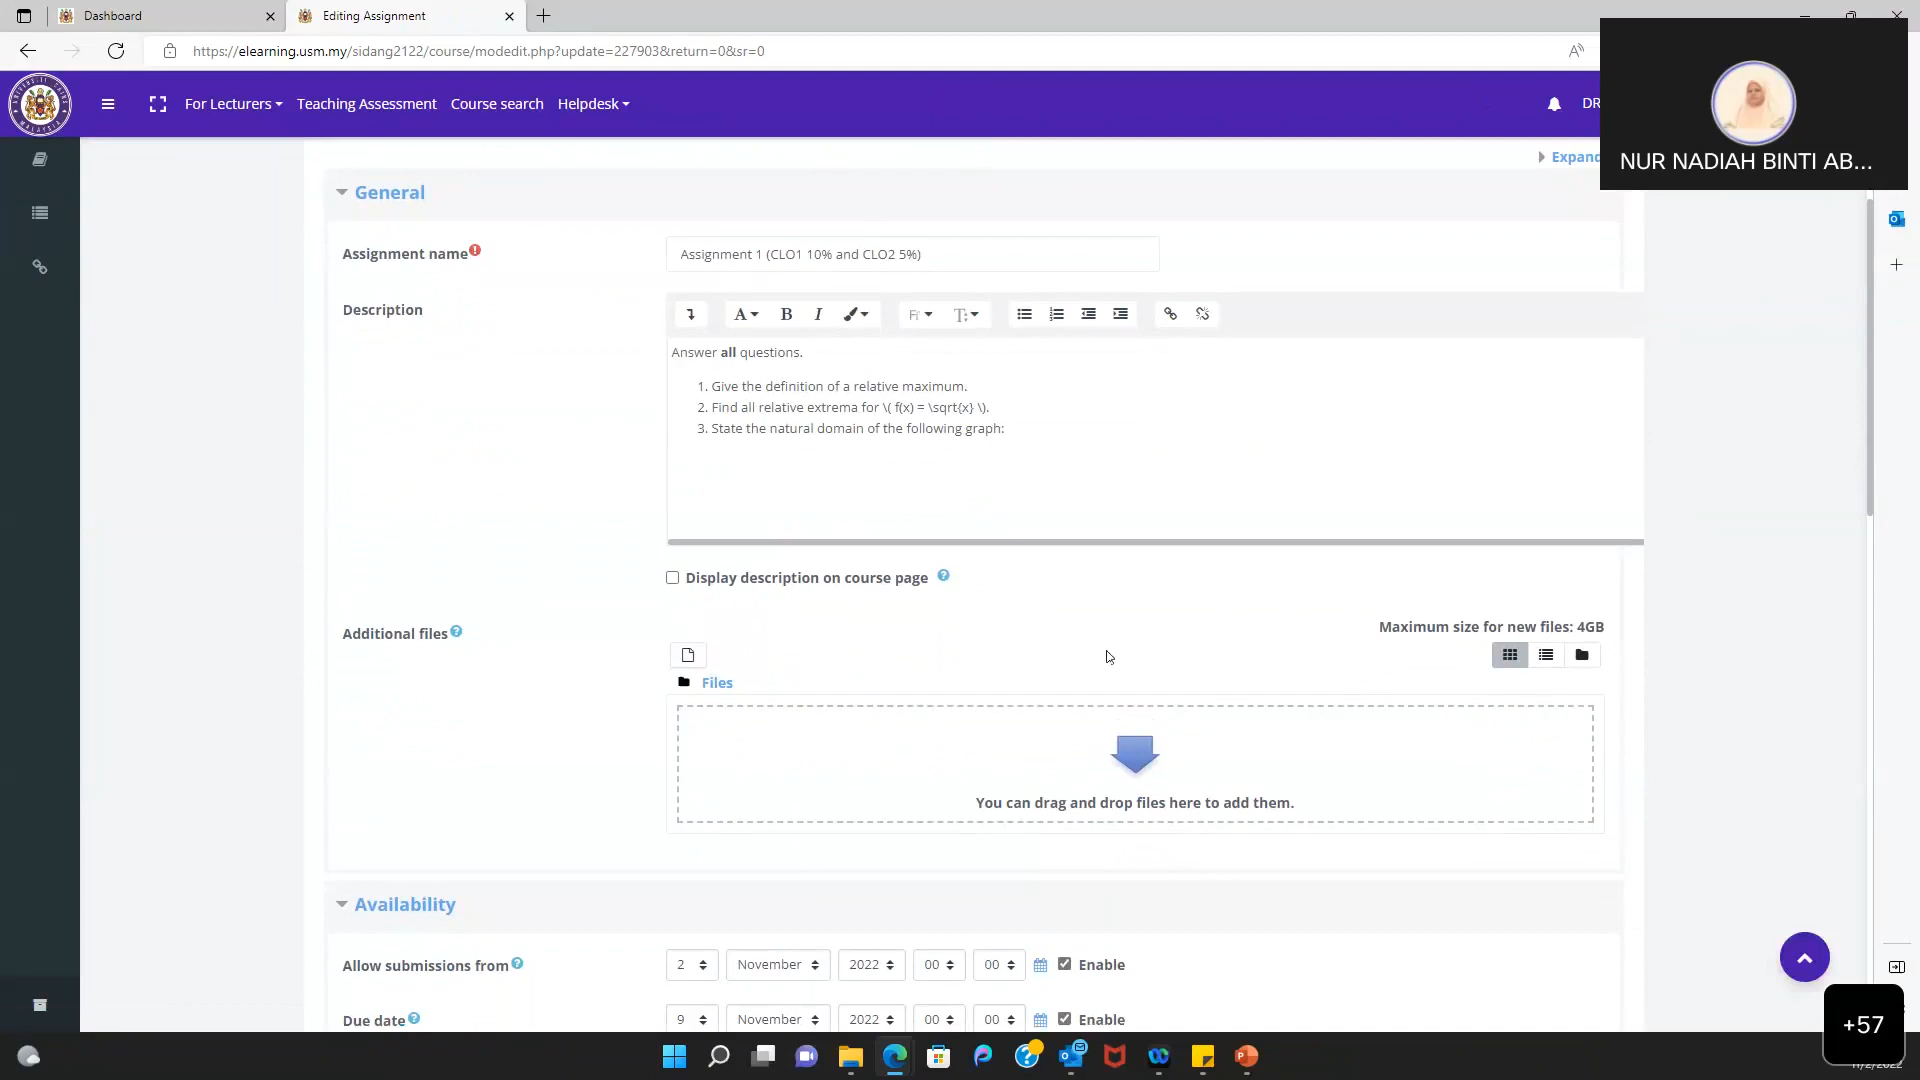 Dashboard
Editing Assignment
https://elearning.usm.my/sidang2122/course/modedit.php?update=227903&return=0&sr=0
For Lecturers
Teaching Assessment
Course search
Helpdesk
DR
NUR NADIAH BINTI AB...
Expand
General
Assignment name
Assignment 1 (CLO1 10% and CLO2 5%)
Description
Answer all questions.
1. Give the definition of a relative maximum.
2. Find all relative extrema for \( f(x) = \sqrt{x} \).
3. State the natural domain of the following graph:
Display description on course page
Additional files
Maximum size for new files: 4GB
Files
You can drag and drop files here to add them.
Availability
Allow submissions from
2 November 2022 00 00 Enable
Due date
9 November 2022 00 00 Enable
+57